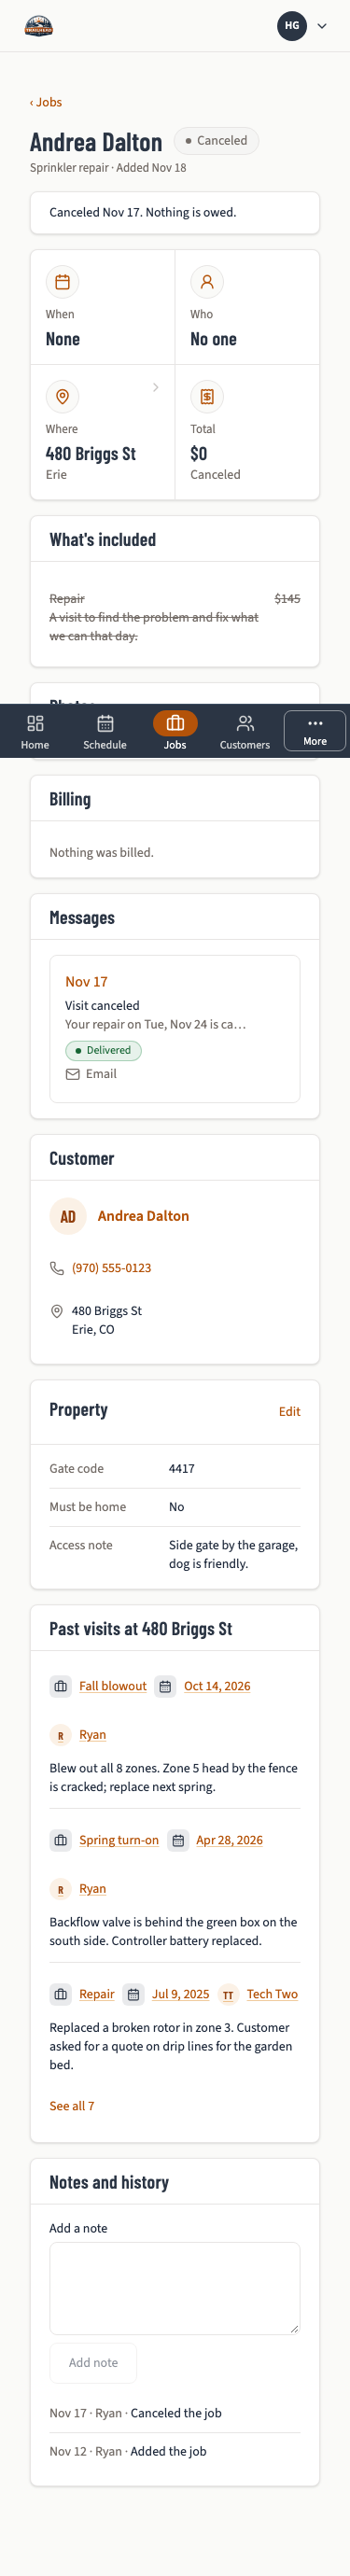 HG
‹ Jobs
Andrea Dalton
Canceled
Sprinkler repair · Added Nov 18
Canceled Nov 17. Nothing is owed.
When
None
Who
No one
Where
480 Briggs St
Erie
Total
$0
Canceled
What's included
Repair
$145
A visit to find the problem and fix what
we can that day.
Home
Schedule
Jobs
Customers
More
Billing
Nothing was billed.
Messages
Nov 17
Visit canceled
Your repair on Tue, Nov 24 is ca…
Delivered
Email
Customer
AD
Andrea Dalton
(970) 555-0123
480 Briggs St
Erie, CO
Property
Edit
Gate code
4417
Must be home
No
Access note
Side gate by the garage,
dog is friendly.
Past visits at 480 Briggs St
Fall blowout
Oct 14, 2026
R
Ryan
Blew out all 8 zones. Zone 5 head by the fence
is cracked; replace next spring.
Spring turn-on
Apr 28, 2026
R
Ryan
Backflow valve is behind the green box on the
south side. Controller battery replaced.
Repair
Jul 9, 2025
TT
Tech Two
Replaced a broken rotor in zone 3. Customer
asked for a quote on drip lines for the garden
bed.
See all 7
Notes and history
Add a note
Add note
Nov 17 · Ryan · Canceled the job
Nov 12 · Ryan · Added the job